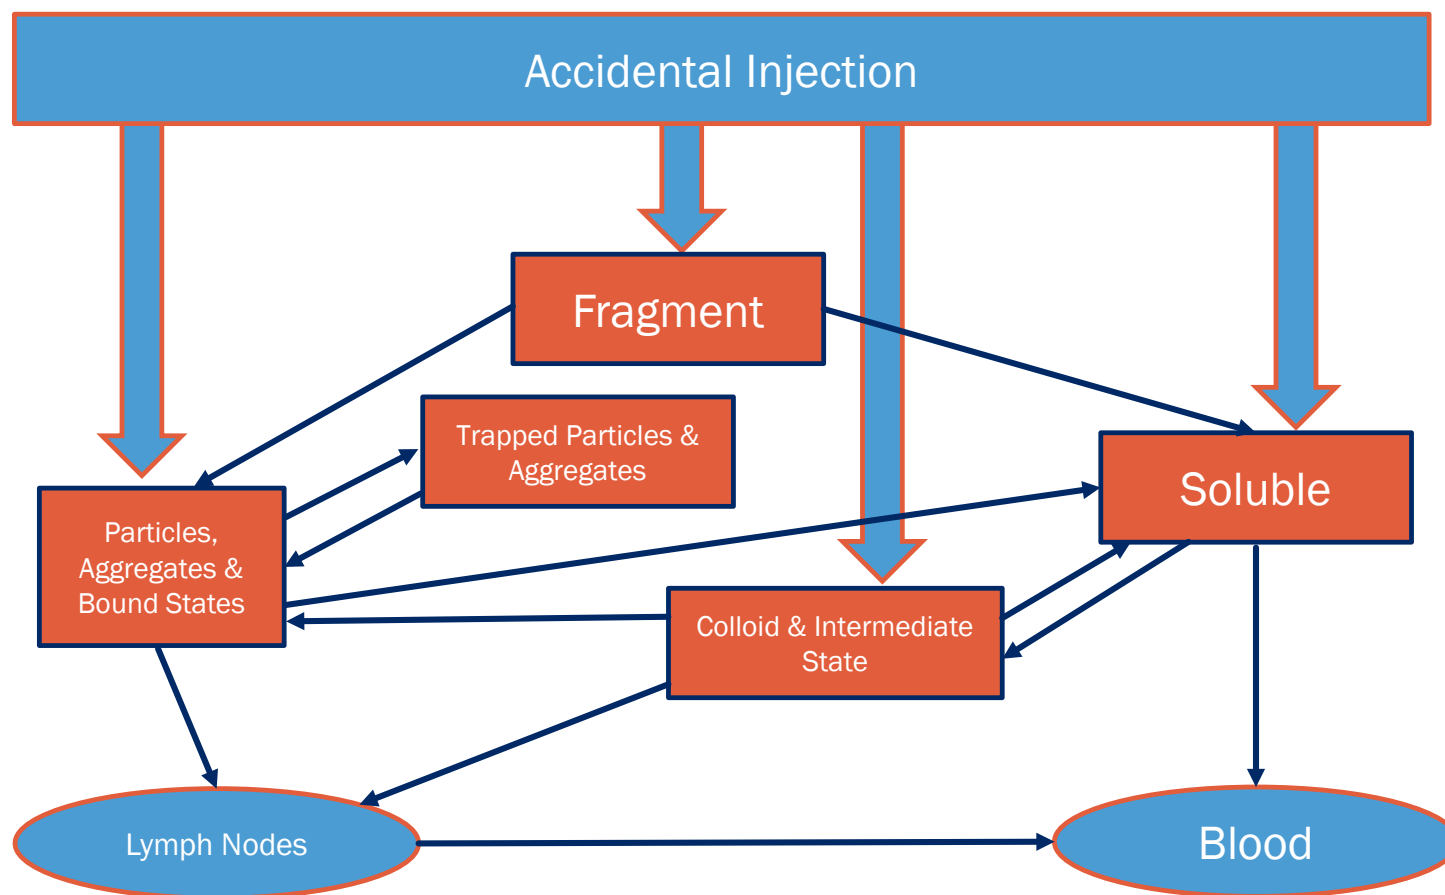 Accidental Injection
Fragment
Trapped Particles &
Aggregates
Soluble
Particles,
Aggregates &
Bound States
Colloid & Intermediate
State
Lymph Nodes
Blood